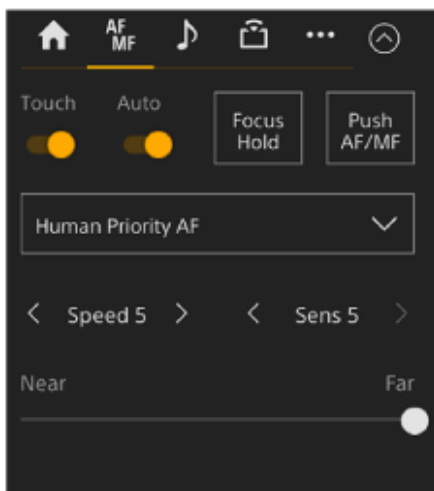 AF
MF
Touch
Auto
Focus
Hold
Push
AF/MF
Human Priority AF
Speed 5
Sens 5
Near
Far